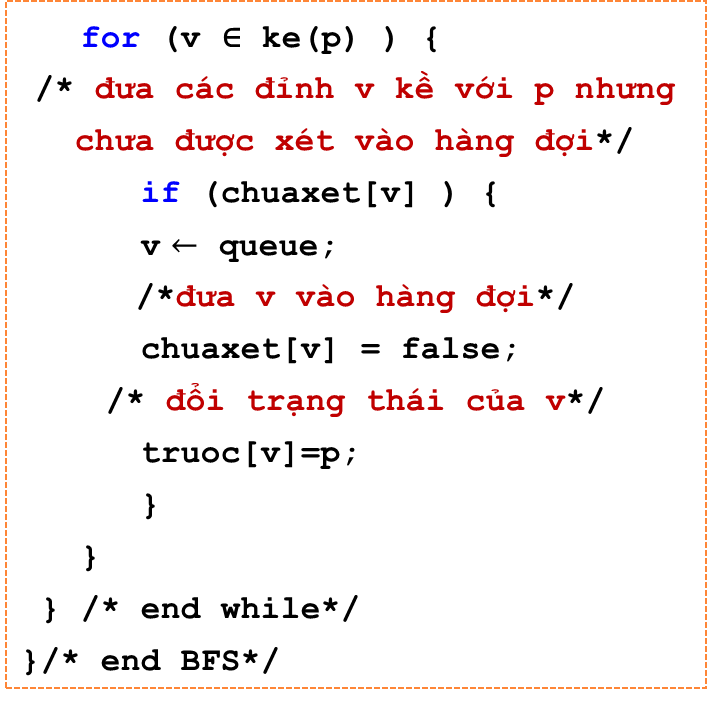 for (v ∈ ke(p) ) {
/* đưa các đỉnh v kề với p nhưng
chưa được xét vào hàng đợi*/
if (chuaxet[v] ) {
v ← queue;
/*đưa v vào hàng đợi*/
chuaxet[v] = false;
/* đổi trạng thái của v*/
truoc[v]=p;
}
}
} /* end while*/
}/* end BFS*/